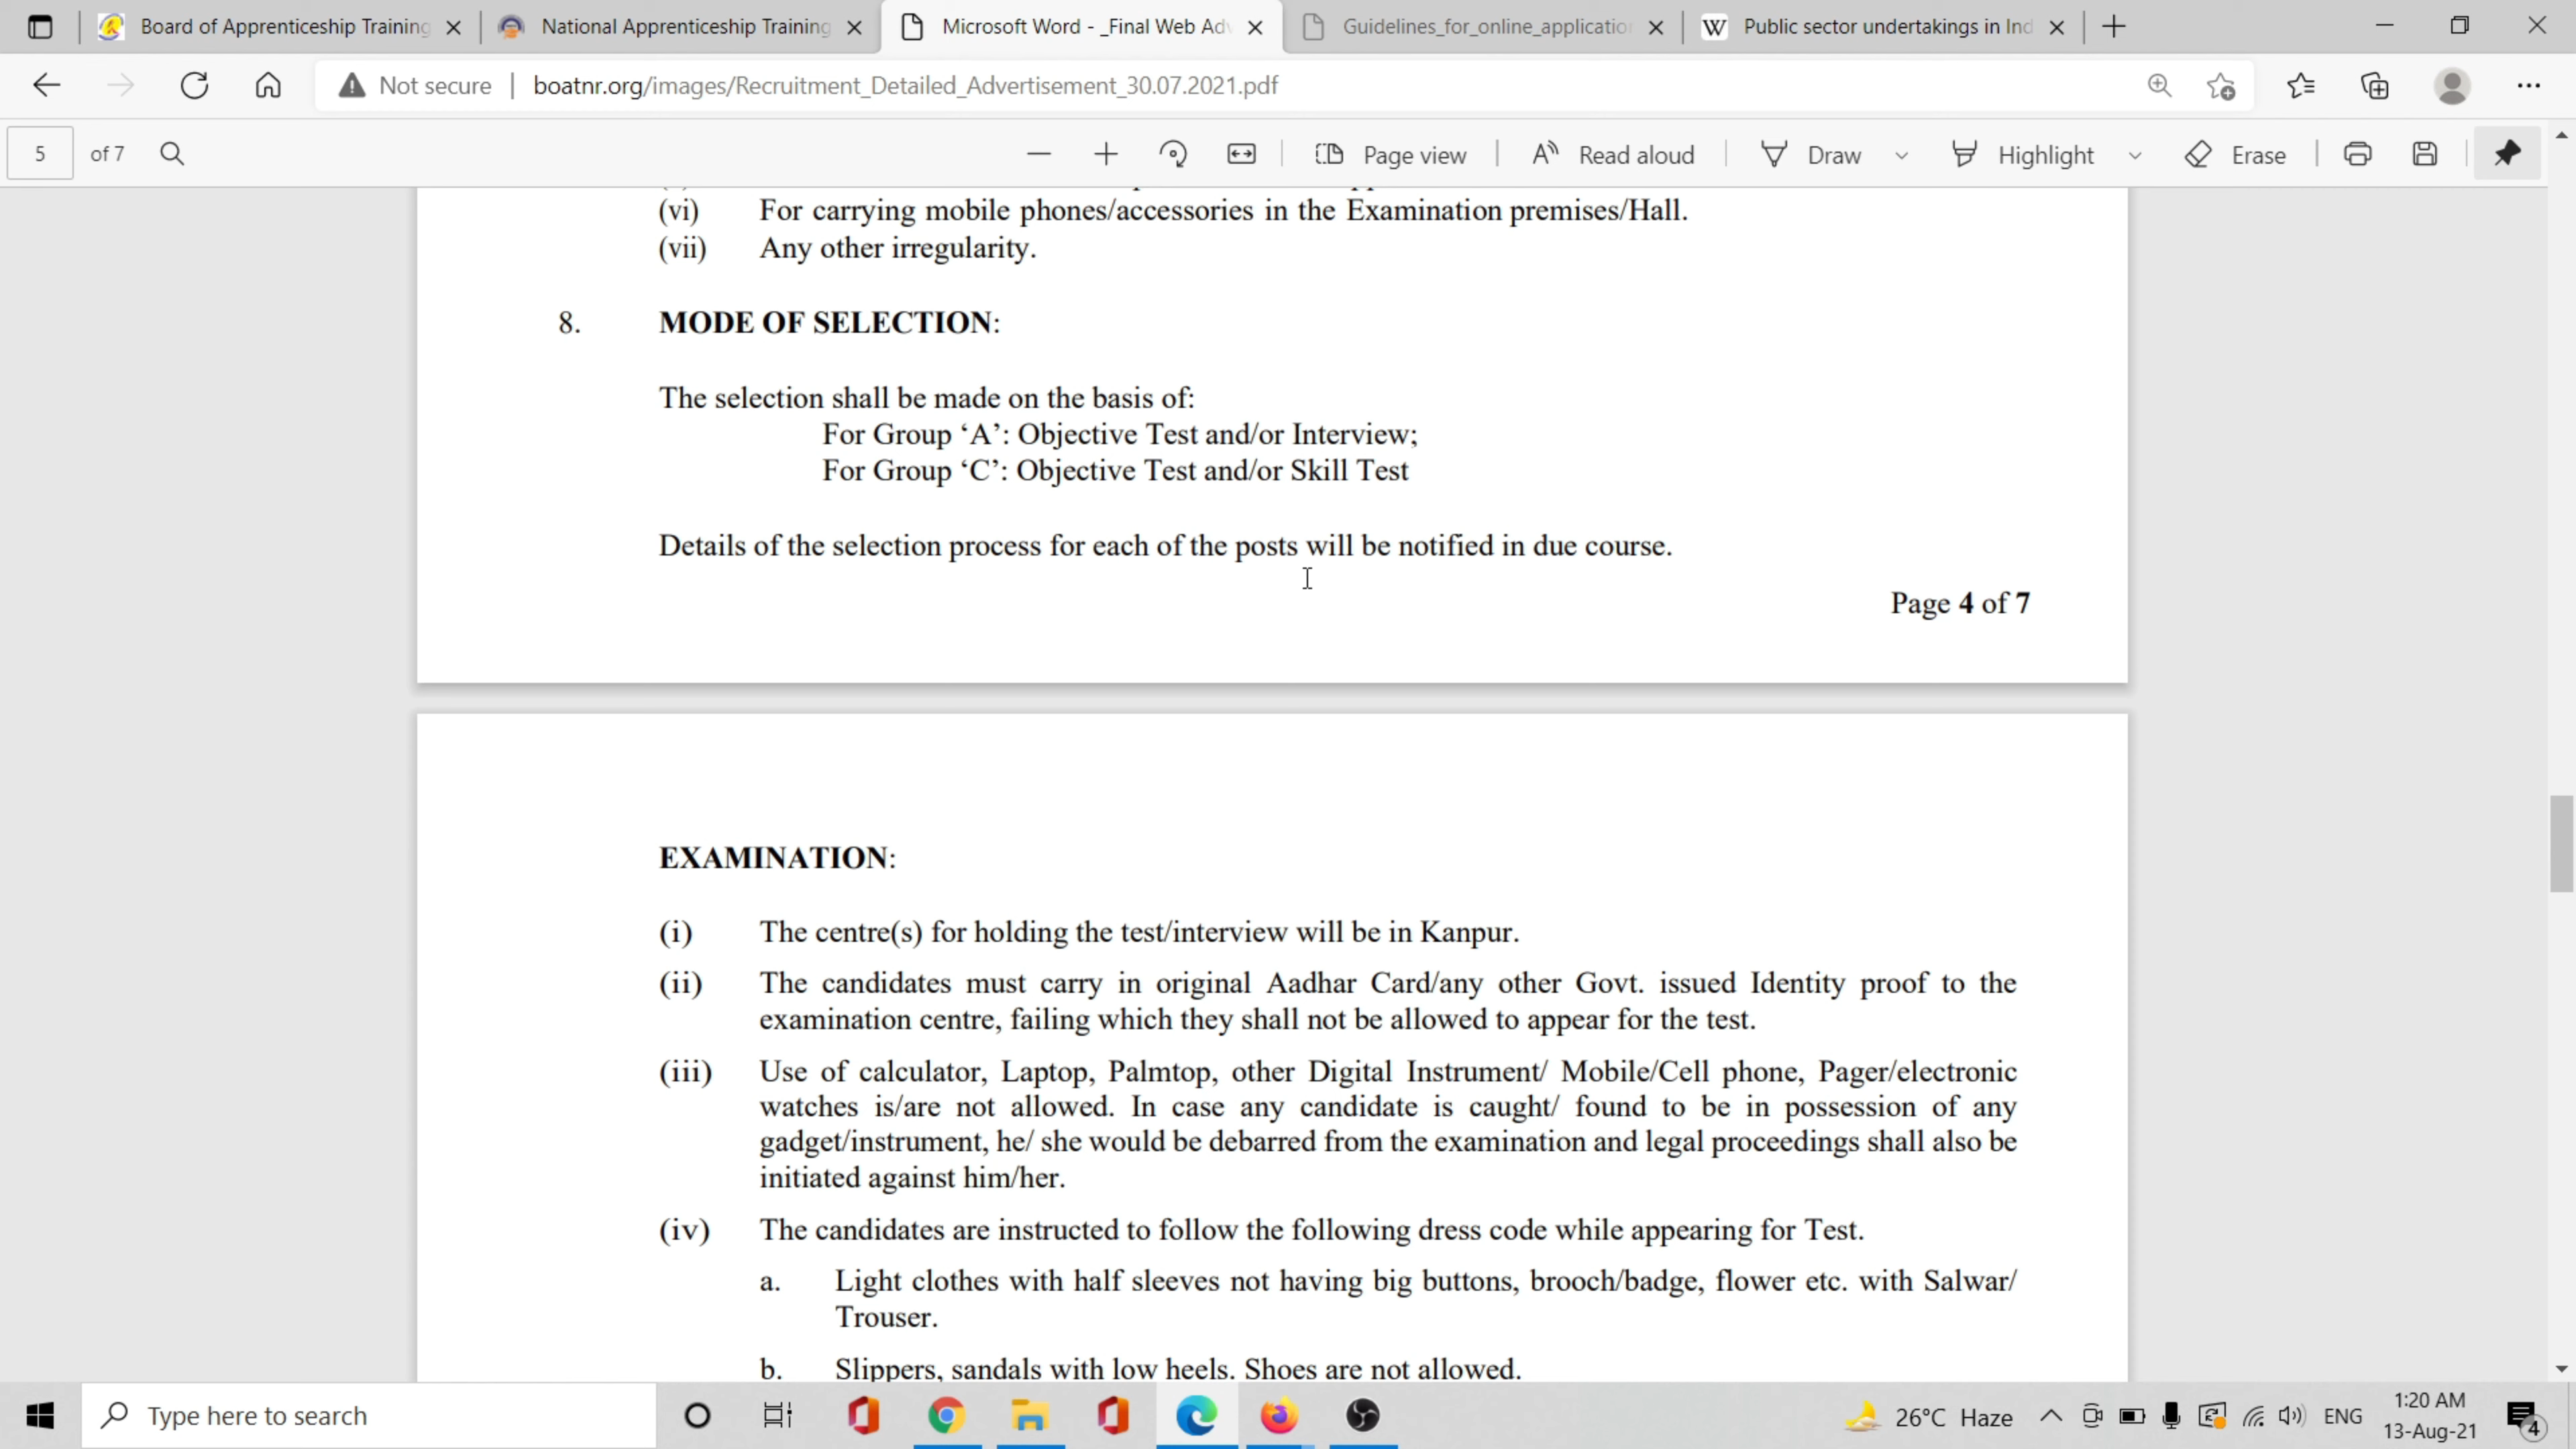 Board of Apprenticeship Training
National Apprenticeship Training
Microsoft Word - _Final Web Adv
Guidelines_for_online_application
W Public sector undertakings in Ind
Not secure | boatnr.org/images/Recruitment_Detailed_Advertisement_30.07.2021.pdf
5 of 7
Page view
Read aloud
Draw
Highlight
Erase
(vi) For carrying mobile phones/accessories in the Examination premises/Hall.
(vii) Any other irregularity.
8. MODE OF SELECTION:
The selection shall be made on the basis of:
For Group ‘A’: Objective Test and/or Interview;
For Group ‘C’: Objective Test and/or Skill Test
Details of the selection process for each of the posts will be notified in due course.
Page 4 of 7
EXAMINATION:
(i) The centre(s) for holding the test/interview will be in Kanpur.
(ii) The candidates must carry in original Aadhar Card/any other Govt. issued Identity proof to the
examination centre, failing which they shall not be allowed to appear for the test.
(iii) Use of calculator, Laptop, Palmtop, other Digital Instrument/ Mobile/Cell phone, Pager/electronic
watches is/are not allowed. In case any candidate is caught/ found to be in possession of any
gadget/instrument, he/ she would be debarred from the examination and legal proceedings shall also be
initiated against him/her.
(iv) The candidates are instructed to follow the following dress code while appearing for Test.
a. Light clothes with half sleeves not having big buttons, brooch/badge, flower etc. with Salwar/
Trouser.
b. Slippers, sandals with low heels. Shoes are not allowed.
Type here to search
26°C Haze
ENG
1:20 AM
13-Aug-21
4